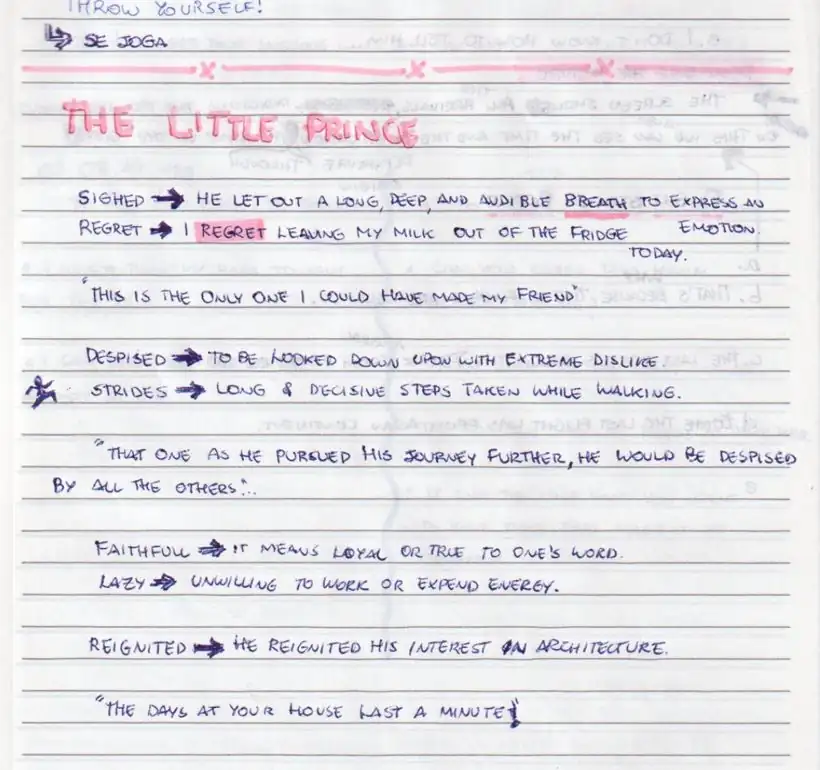 THROW YOURSELF!
↳ SE JOGA
THE LITTLE PRINCE
SIGHED → HE LET OUT A LONG, DEEP, AND AUDIBLE BREATH TO EXPRESS AN EMOTION.
REGRET → I REGRET LEAVING MY MILK OUT OF THE FRIDGE TODAY.
"THIS IS THE ONLY ONE I COULD HAVE MADE MY FRIEND"
DESPISED → TO BE LOOKED DOWN UPON WITH EXTREME DISLIKE.
STRIDES → LONG & DECISIVE STEPS TAKEN WHILE WALKING.
"THAT ONE AS HE PURSUED HIS JOURNEY FURTHER, HE WOULD BE DESPISED
BY ALL THE OTHERS"..
FAITHFULL → IT MEANS LOYAL OR TRUE TO ONE'S WORD.
LAZY → UNWILLING TO WORK OR EXPEND ENERGY.
REIGNITED → HE REIGNITED HIS INTEREST IN ARCHITECTURE.
"THE DAYS AT YOUR HOUSE LAST A MINUTE!